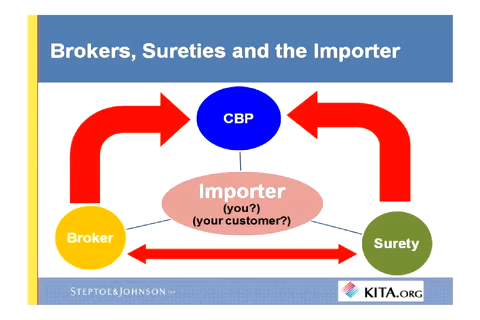 Brokers, Sureties and the Importer
CBP
Importer
(you?)
(your customer?)
Broker
Surety
STEPTOE&JOHNSON LLP
KITA.ORG